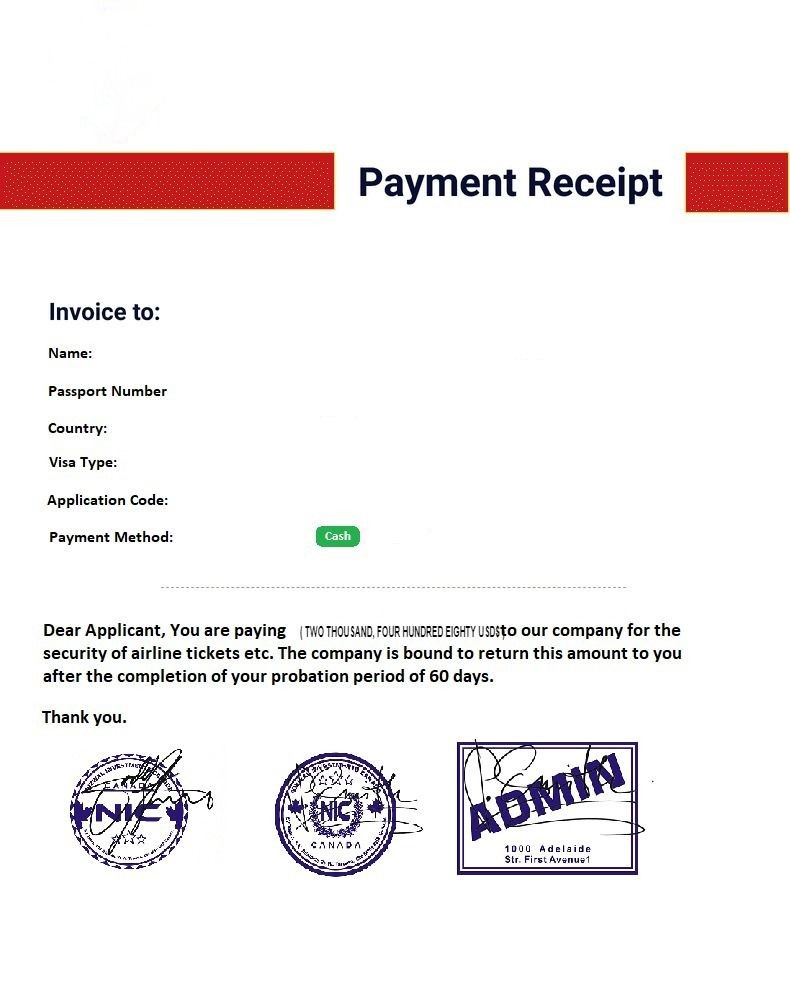 Payment Receipt
Invoice to:
Name:
Passport Number
Country:
Visa Type:
Application Code:
Payment Method:
Cash
Dear Applicant, You are paying ( TWO THOUSAND, FOUR HUNDRED EIGHTY USD$) to our company for the
security of airline tickets etc. The company is bound to return this amount to you
after the completion of your probation period of 60 days.
Thank you.
CANADA
NIC
NIC
CANADA
ADMIN
1000 Adelaide
Str. First Avenue1